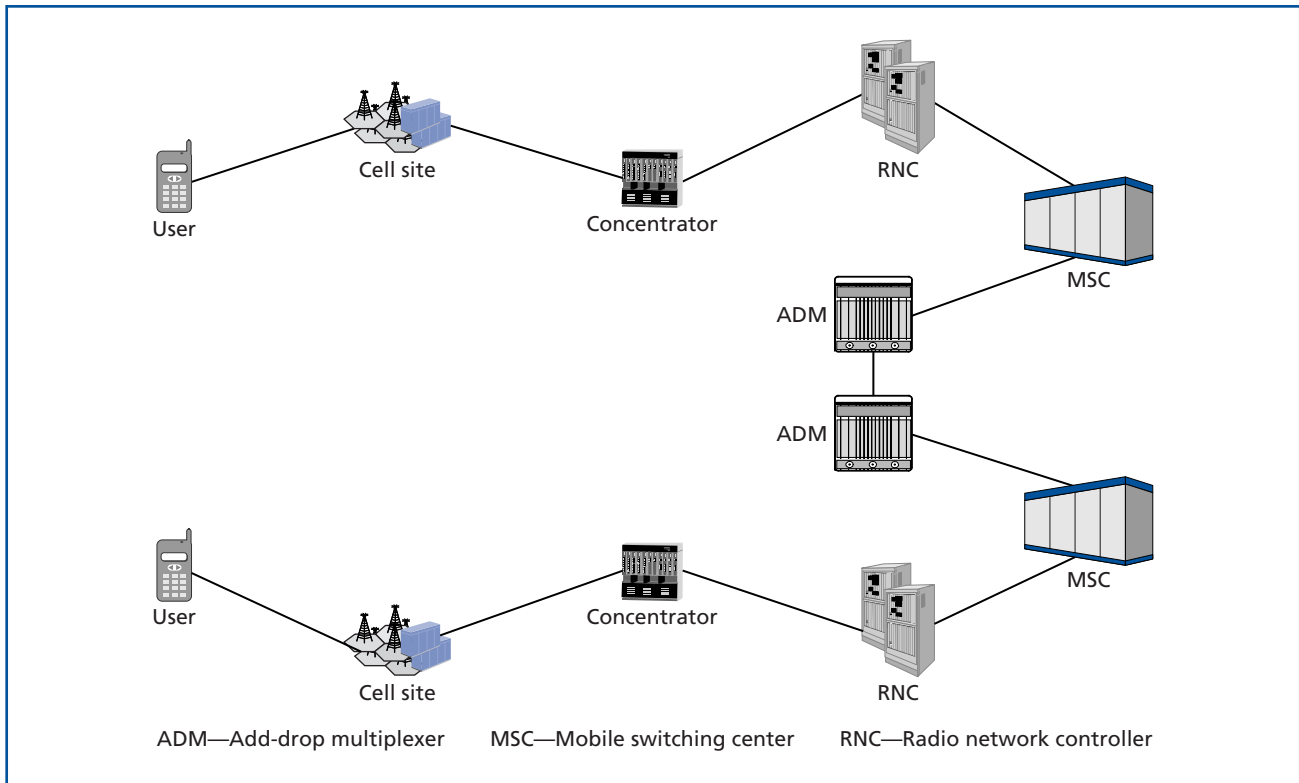 Cell site
RNC
User
Concentrator
MSC
ADM
ADM
User
Concentrator
MSC
Cell site
RNC
ADM—Add-drop multiplexer MSC—Mobile switching center RNC—Radio network controller